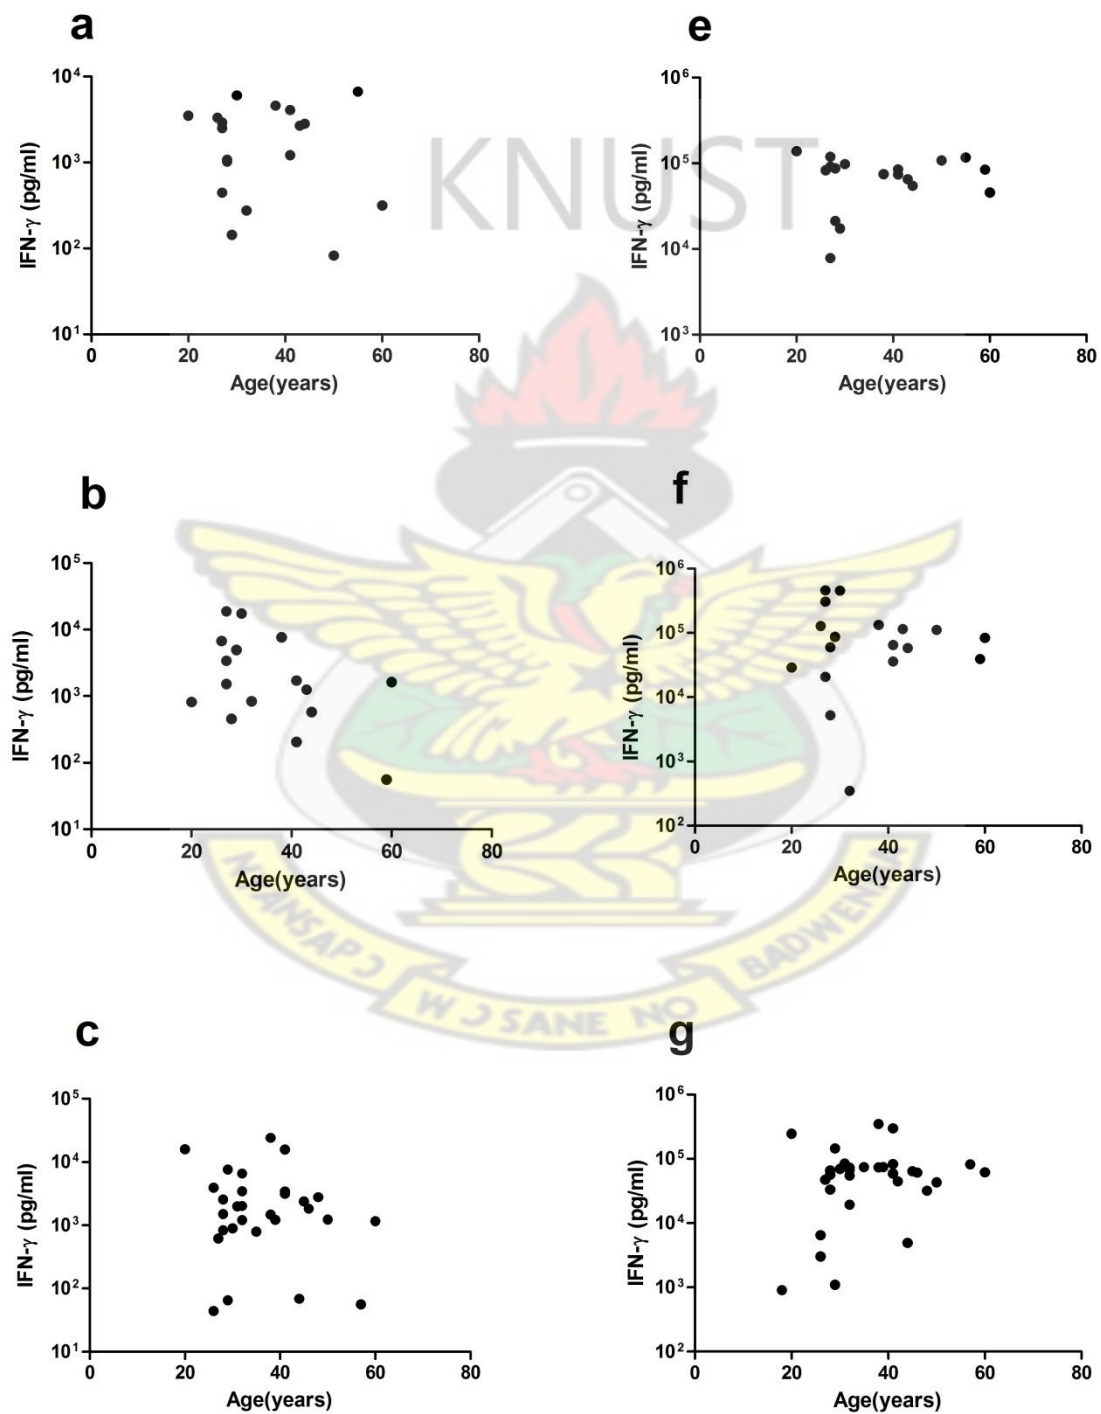 a
10⁴
10³
10²
10¹
0 20 40 60 80
IFN-γ (pg/ml)
Age(years)
e
10⁶
10⁵
10⁴
10³
0 20 40 60 80
IFN-γ (pg/ml)
Age(years)
KNUST
b
10⁵
10⁴
10³
10²
10¹
0 20 40 60 80
IFN-γ (pg/ml)
Age(years)
f
10⁶
10⁵
10⁴
10³
10²
0 20 40 60 80
IFN-γ (pg/ml)
Age(years)
NYANSAPƆ WƆSANE NO BADWENMA
c
10⁵
10⁴
10³
10²
10¹
0 20 40 60 80
IFN-γ (pg/ml)
Age(years)
g
10⁶
10⁵
10⁴
10³
10²
0 20 40 60 80
IFN-γ (pg/ml)
Age(years)